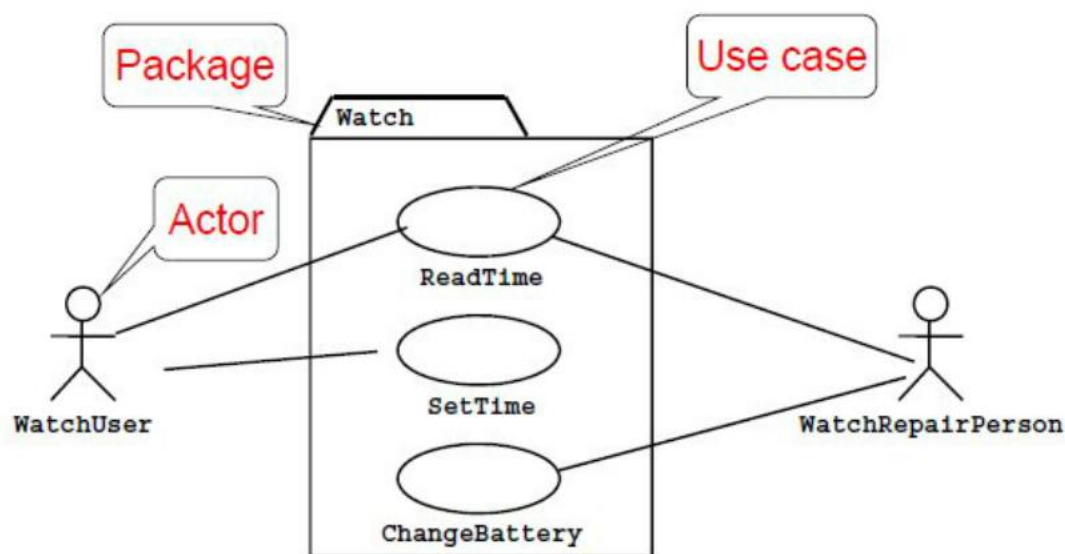 Package
Use case
Watch
Actor
ReadTime
SetTime
WatchUser
WatchRepairPerson
ChangeBattery